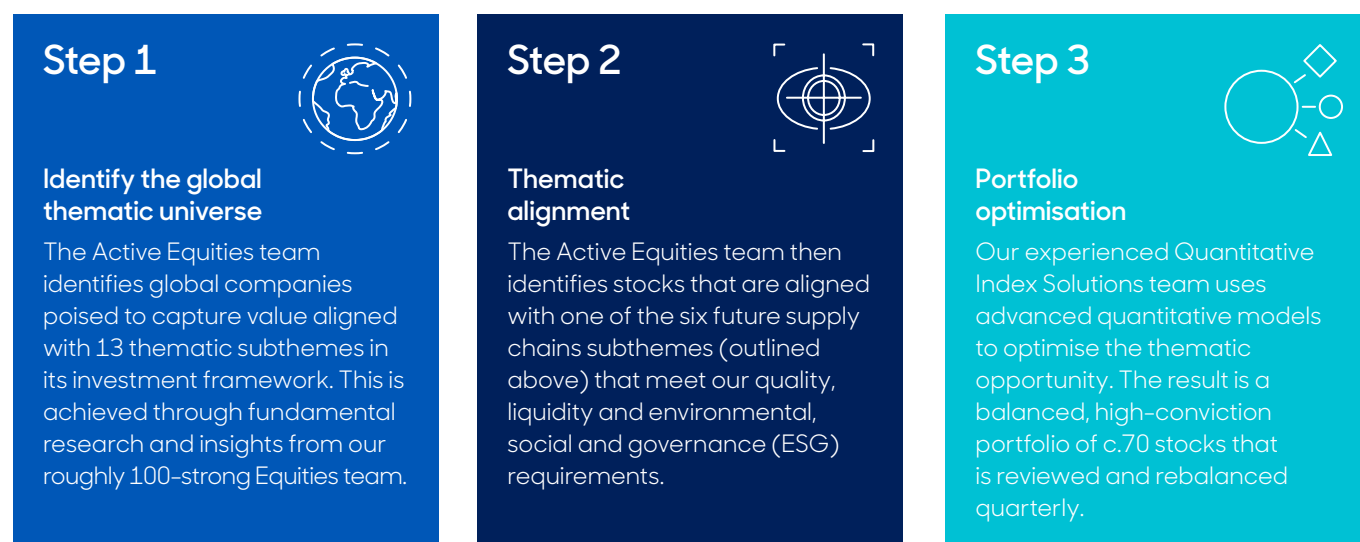 Step 1
Identify the global
thematic universe
The Active Equities team
identifies global companies
poised to capture value aligned
with 13 thematic subthemes in
its investment framework. This is
achieved through fundamental
research and insights from our
roughly 100-strong Equities team.
Step 2
Thematic
alignment
The Active Equities team then
identifies stocks that are aligned
with one of the six future supply
chains subthemes (outlined
above) that meet our quality,
liquidity and environmental,
social and governance (ESG)
requirements.
Step 3
Portfolio
optimisation
Our experienced Quantitative
Index Solutions team uses
advanced quantitative models
to optimise the thematic
opportunity. The result is a
balanced, high-conviction
portfolio of c.70 stocks that
is reviewed and rebalanced
quarterly.